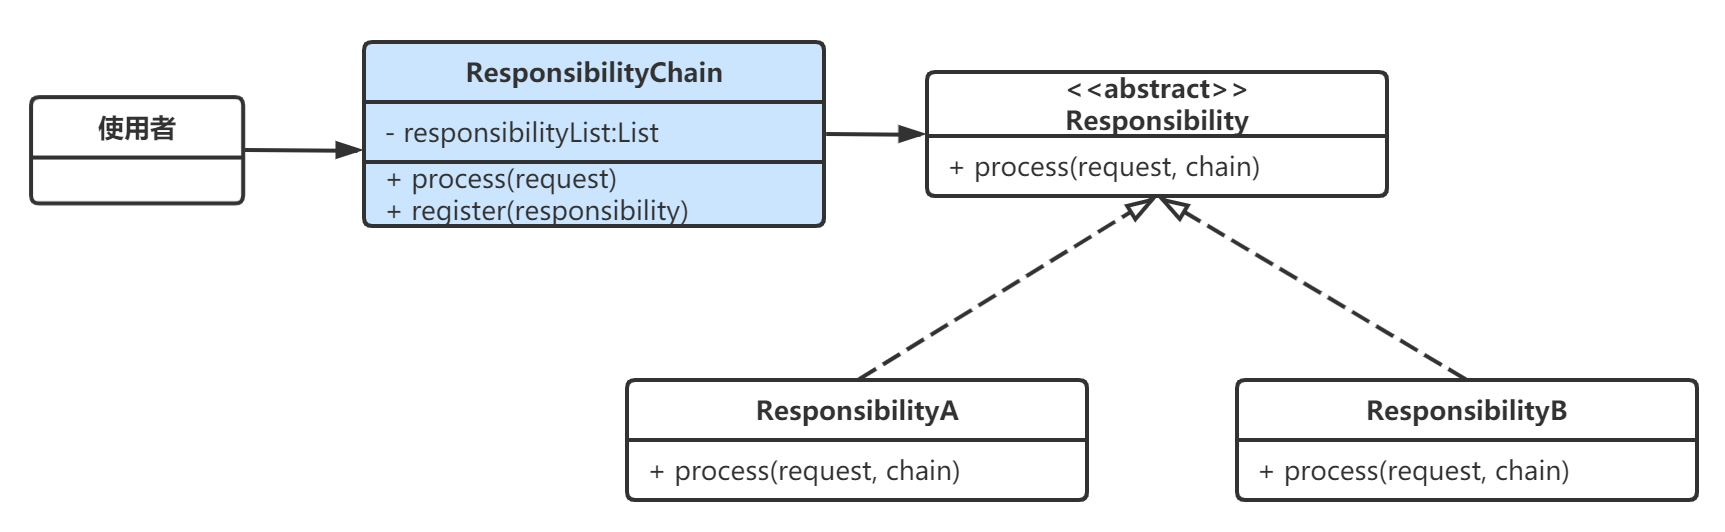 使用者
ResponsibilityChain
- responsibilityList:List
+ process(request)
+ register(responsibility)
<<abstract>>
Responsibility
+ process(request, chain)
ResponsibilityA
+ process(request, chain)
ResponsibilityB
+ process(request, chain)